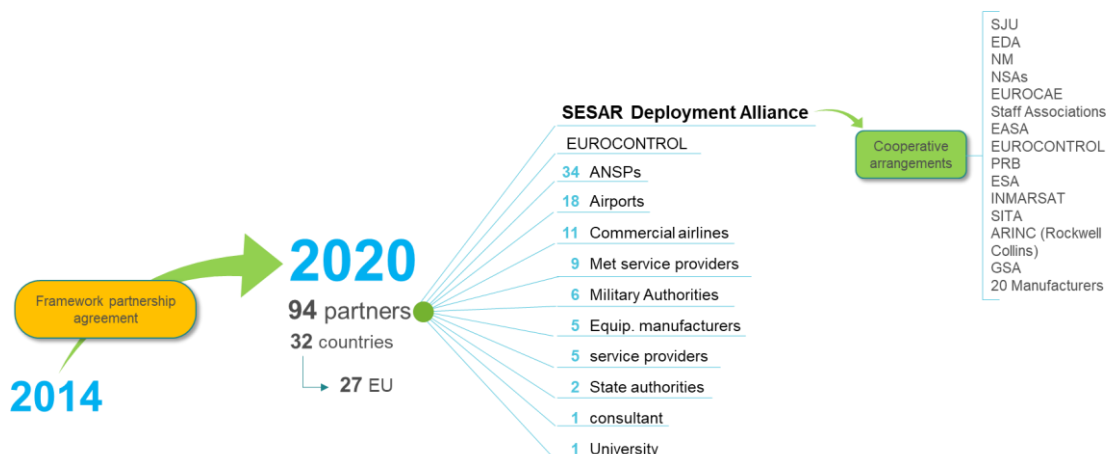 Framework partnership
agreement
2014
2020
94 partners
32 countries
27 EU
SESAR Deployment Alliance
EUROCONTROL
34 ANSPs
18 Airports
11 Commercial airlines
9 Met service providers
6 Military Authorities
5 Equip. manufacturers
5 service providers
2 State authorities
1 consultant
1 University
Cooperative
arrangements
SJU
EDA
NM
NSAs
EUROCAE
Staff Associations
EASA
EUROCONTROL
PRB
ESA
INMARSAT
SITA
ARINC (Rockwell
Collins)
GSA
20 Manufacturers